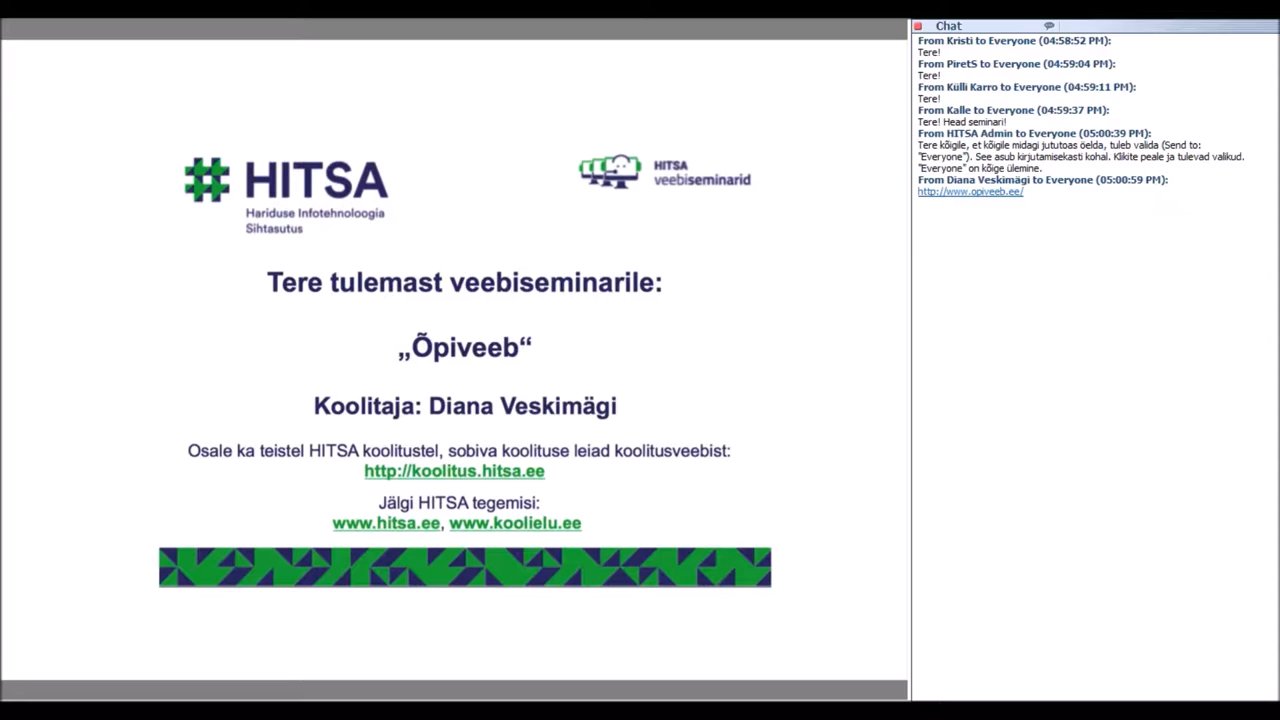 HITSA
Hariduse Infotehnoloogia
Sihtasutus
HITSA
veebiseminarid
Tere tulemast veebiseminarile:
„Õpiveeb“
Koolitaja: Diana Veskimägi
Osale ka teistel HITSA koolitustel, sobiva koolituse leiad koolitusveebist:
http://koolitus.hitsa.ee
Jälgi HITSA tegemisi:
www.hitsa.ee, www.koolielu.ee
Chat
From Kristi to Everyone (04:58:52 PM):
Tere!
From PiretS to Everyone (04:59:04 PM):
Tere!
From Külli Karro to Everyone (04:59:11 PM):
Tere!
From Kalle to Everyone (04:59:37 PM):
Tere! Head seminari!
From HITSA Admin to Everyone (05:00:39 PM):
Tere kõigile, et kõigile midagi jututoas öelda, tuleb valida (Send to:
"Everyone"). See asub kirjutamisekasti kohal. Klikite peale ja tulevad valikud.
"Everyone" on kõige ülemine.
From Diana Veskimägi to Everyone (05:00:59 PM):
http://www.opiveeb.ee/